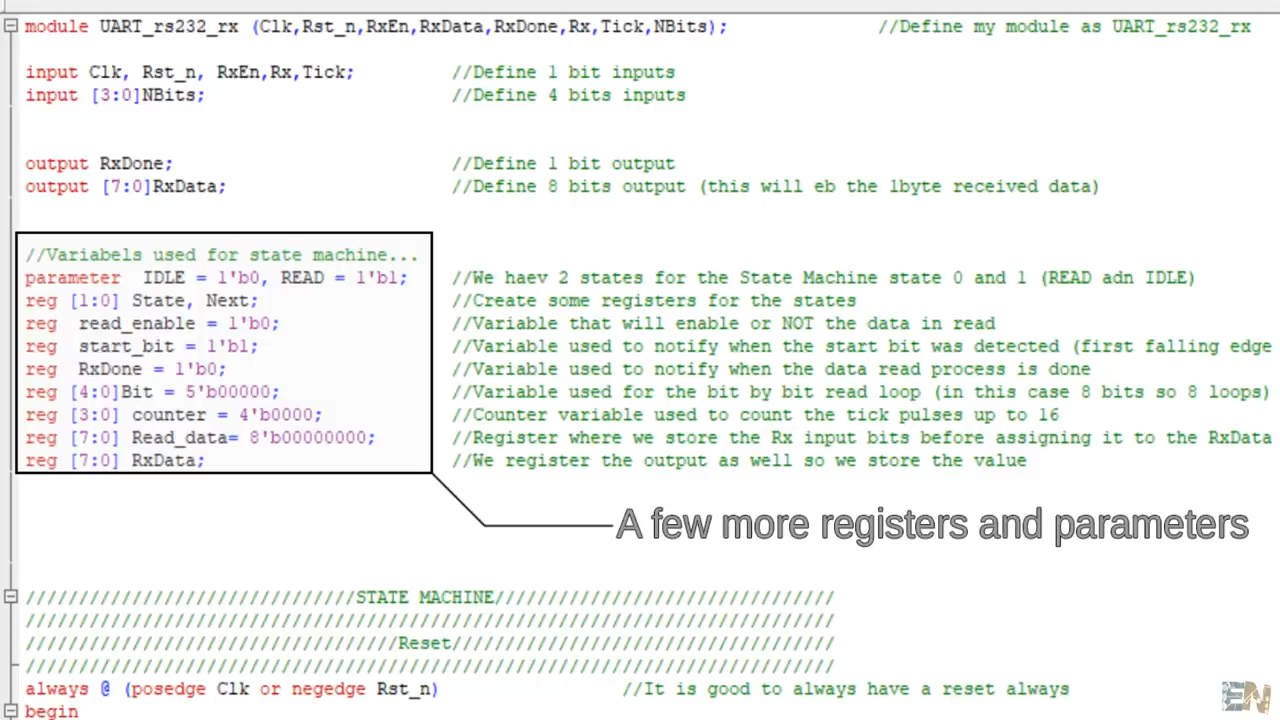 module UART_rs232_rx (Clk,Rst_n,RxEn,RxData,RxDone,Rx,Tick,NBits); //Define my module as UART_rs232_rx
input Clk, Rst_n, RxEn,Rx,Tick; //Define 1 bit inputs
input [3:0]NBits; //Define 4 bits inputs
output RxDone; //Define 1 bit output
output [7:0]RxData; //Define 8 bits output (this will eb the 1byte received data)
//Variabels used for state machine...
parameter IDLE = 1'b0, READ = 1'b1; //We haev 2 states for the State Machine state 0 and 1 (READ adn IDLE)
reg [1:0] State, Next; //Create some registers for the states
reg read_enable = 1'b0; //Variable that will enable or NOT the data in read
reg start_bit = 1'b1; //Variable used to notify when the start bit was detected (first falling edge
reg RxDone = 1'b0; //Variable used to notify when the data read process is done
reg [4:0]Bit = 5'b00000; //Variable used for the bit by bit read loop (in this case 8 bits so 8 loops)
reg [3:0] counter = 4'b0000; //Counter variable used to count the tick pulses up to 16
reg [7:0] Read_data= 8'b00000000; //Register where we store the Rx input bits before assigning it to the RxData
reg [7:0] RxData; //We register the output as well so we store the value
A few more registers and parameters
///////////////////////////////STATE MACHINE////////////////////////////////
////////////////////////////////////////////////////////////////////////////
///////////////////////////////////Reset////////////////////////////////////
////////////////////////////////////////////////////////////////////////////
always @ (posedge Clk or negedge Rst_n) //It is good to always have a reset always
begin
EN